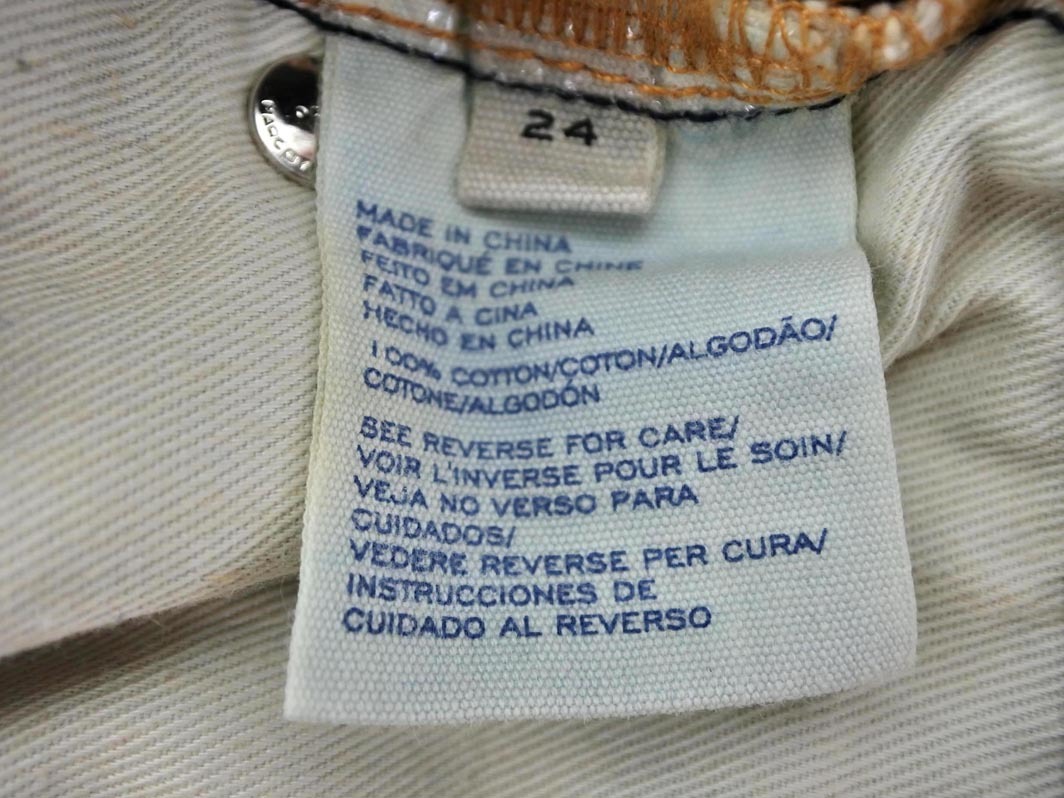 24
MADE IN CHINA
FABRIQUÉ EN CHINE
FEITO EM CHINA
FATTO A CINA
HECHO EN CHINA
100% COTTON/COTON/ALGODÃO/
COTONE/ALGODÓN
SEE REVERSE FOR CARE/
VOIR L'INVERSE POUR LE SOIN/
VEJA NO VERSO PARA
CUIDADOS/
VEDERE REVERSE PER CURA/
INSTRUCCIONES DE
CUIDADO AL REVERSO